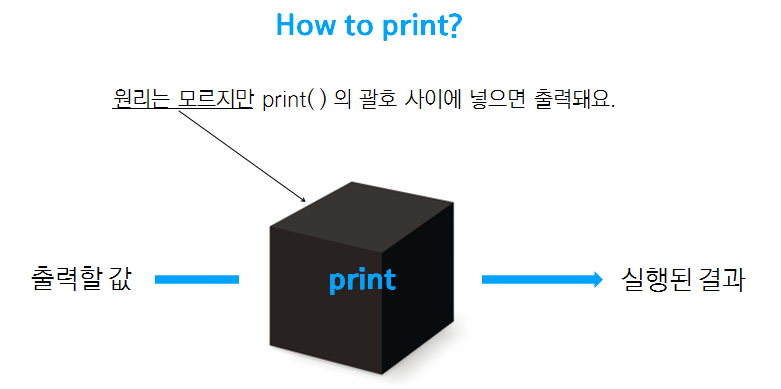 How to print?
원리는 모르지만 print( ) 의 괄호 사이에 넣으면 출력돼요.
출력할 값
print
실행된 결과